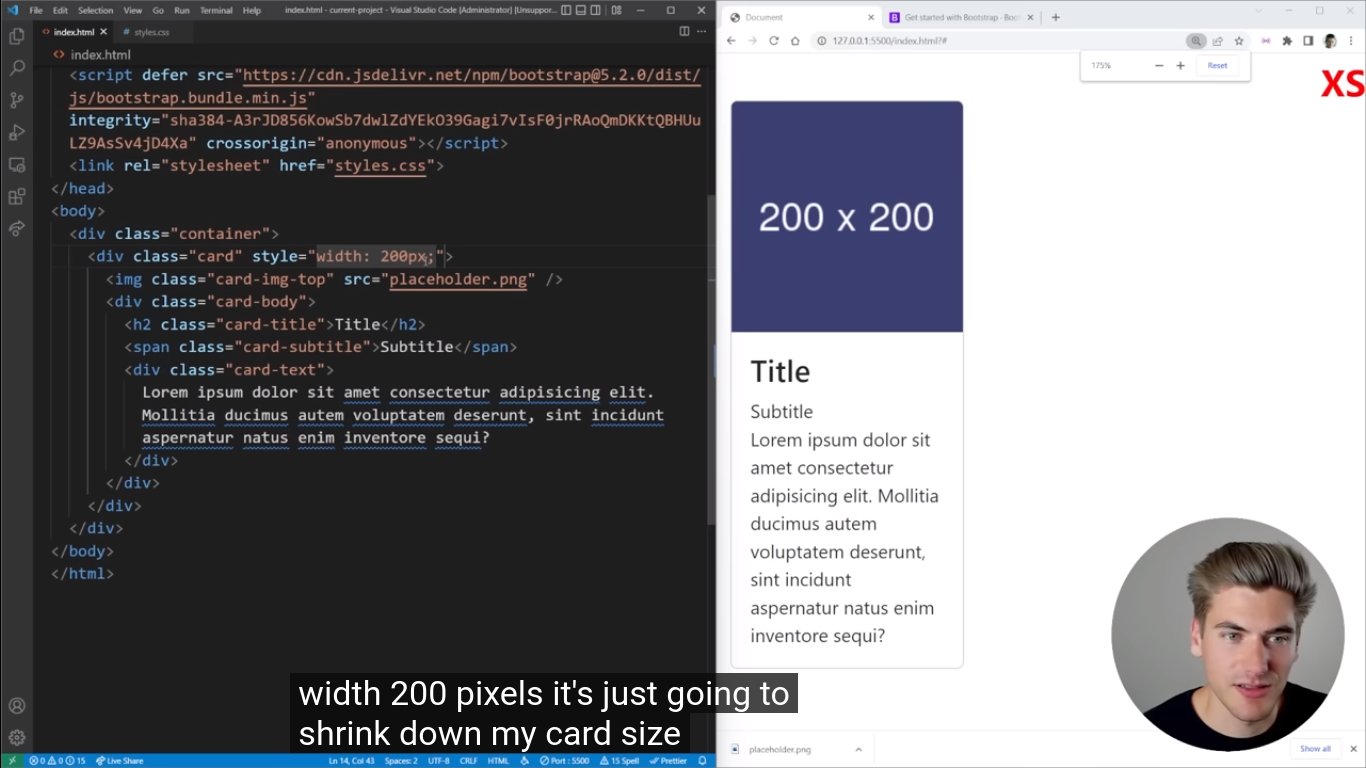 File Edit Selection View Go Run Terminal Help index.html - current-project - Visual Studio Code [Administrator] [Unsuppor...
index.html styles.css
index.html
<script defer src="https://cdn.jsdelivr.net/npm/bootstrap@5.2.0/dist/
js/bootstrap.bundle.min.js"
integrity="sha384-A3rJD856KowSb7dwlZdYEkO39Gagi7vIsF0jrRAoQmDKKtQBHUu
LZ9AsSv4jD4Xa" crossorigin="anonymous"></script>
<link rel="stylesheet" href="styles.css">
</head>
<body>
<div class="container">
<div class="card" style="width: 200px;">
<img class="card-img-top" src="placeholder.png" />
<div class="card-body">
<h2 class="card-title">Title</h2>
<span class="card-subtitle">Subtitle</span>
<div class="card-text">
Lorem ipsum dolor sit amet consectetur adipisicing elit.
Mollitia ducimus autem voluptatem deserunt, sint incidunt
aspernatur natus enim inventore sequi?
</div>
</div>
</div>
</div>
</body>
</html>
0 0 15 Live Share Ln 14, Col 43 Spaces: 2 UTF-8 CRLF HTML Port : 5500 15 Spell Prettier
Document Get started with Bootstrap · Boo
127.0.0.1:5500/index.html?#
175% Reset
XS
200 x 200
Title
Subtitle
Lorem ipsum dolor sit
amet consectetur
adipisicing elit. Mollitia
ducimus autem
voluptatem deserunt,
sint incidunt
aspernatur natus enim
inventore sequi?
placeholder.png Show all
width 200 pixels it's just going to
shrink down my card size